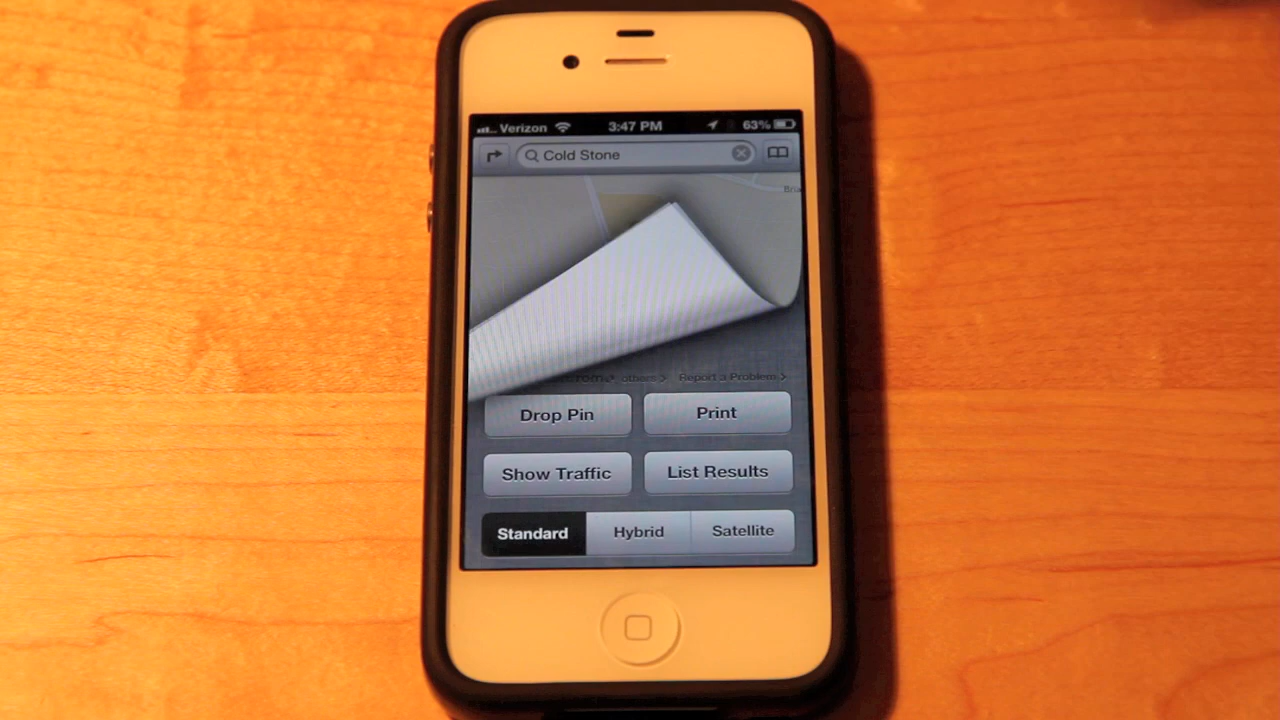 Verizon 3:47 PM 63%
Cold Stone
Bria
others > Report a Problem >
Drop Pin Print
Show Traffic List Results
Standard Hybrid Satellite